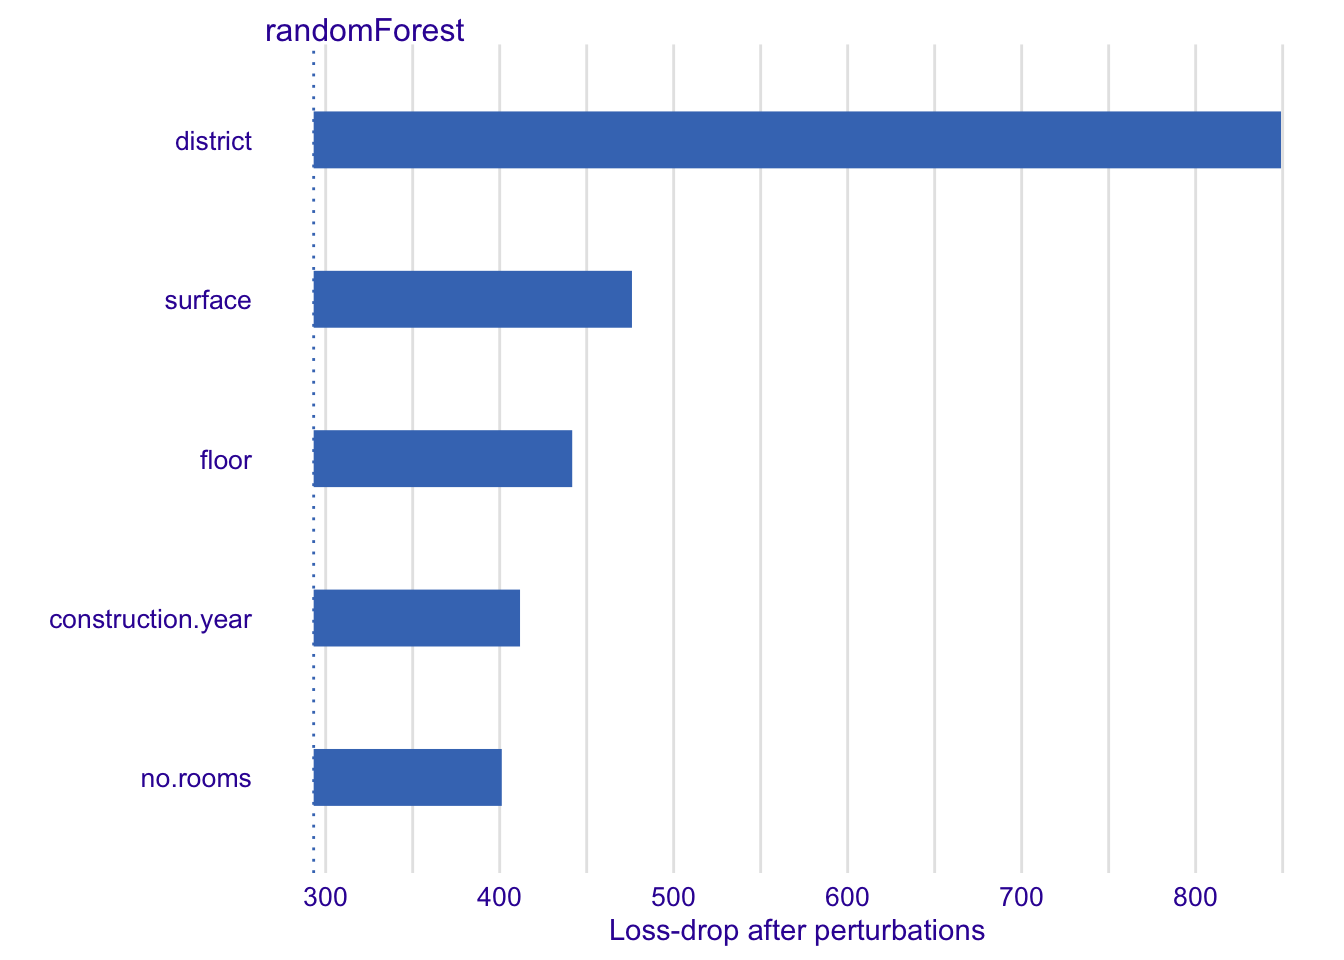 randomForest
district
surface
floor
construction.year
no.rooms
300 400 500 600 700 800
Loss-drop after perturbations